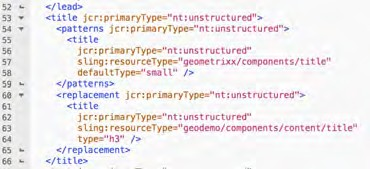 52 </lead>
53 <title jcr:primaryType="nt:unstructured">
54 <patterns jcr:primaryType="nt:unstructured">
55 <title
56 jcr:primaryType="nt:unstructured"
57 sling:resourceType="geometrixx/components/title"
58 defaultType="small" />
59 </patterns>
60 <replacement jcr:primaryType="nt:unstructured">
61 <title
62 jcr:primaryType="nt:unstructured"
63 sling:resourceType="geodemo/components/content/title"
64 type="h3" />
65 </replacement>
66 </title>